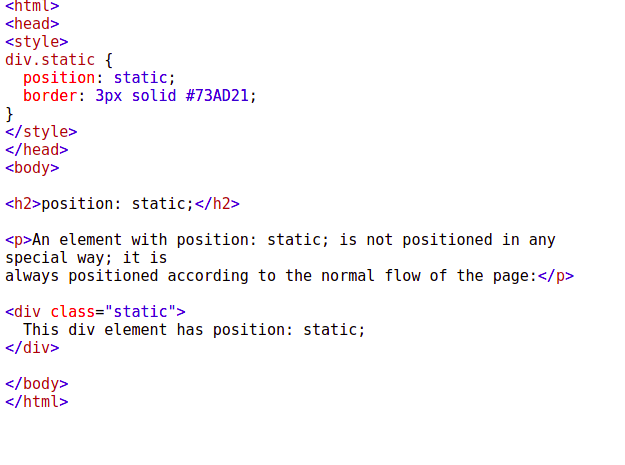 <html>
<head>
<style>
div.static {
  position: static;
  border: 3px solid #73AD21;
}
</style>
</head>
<body>

<h2>position: static;</h2>

<p>An element with position: static; is not positioned in any
special way; it is
always positioned according to the normal flow of the page:</p>

<div class="static">
  This div element has position: static;
</div>

</body>
</html>